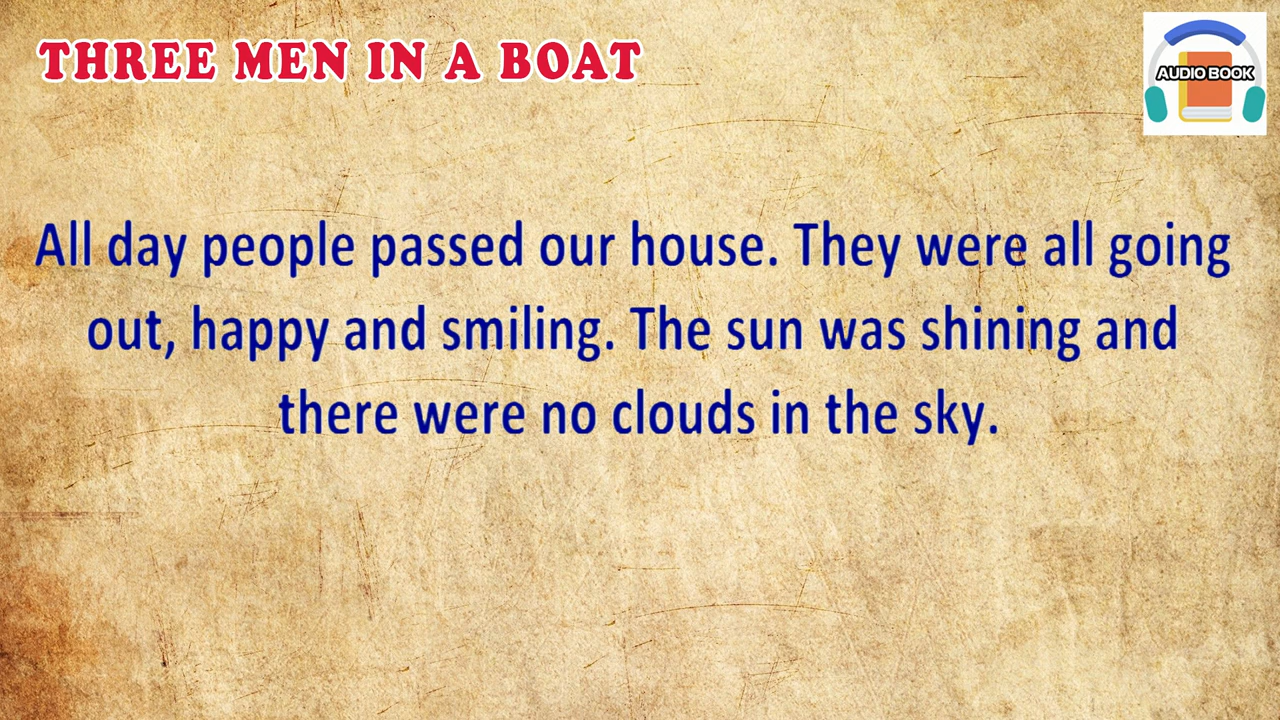 THREE MEN IN A BOAT
AUDIO BOOK
All day people passed our house. They were all going
out, happy and smiling. The sun was shining and
there were no clouds in the sky.